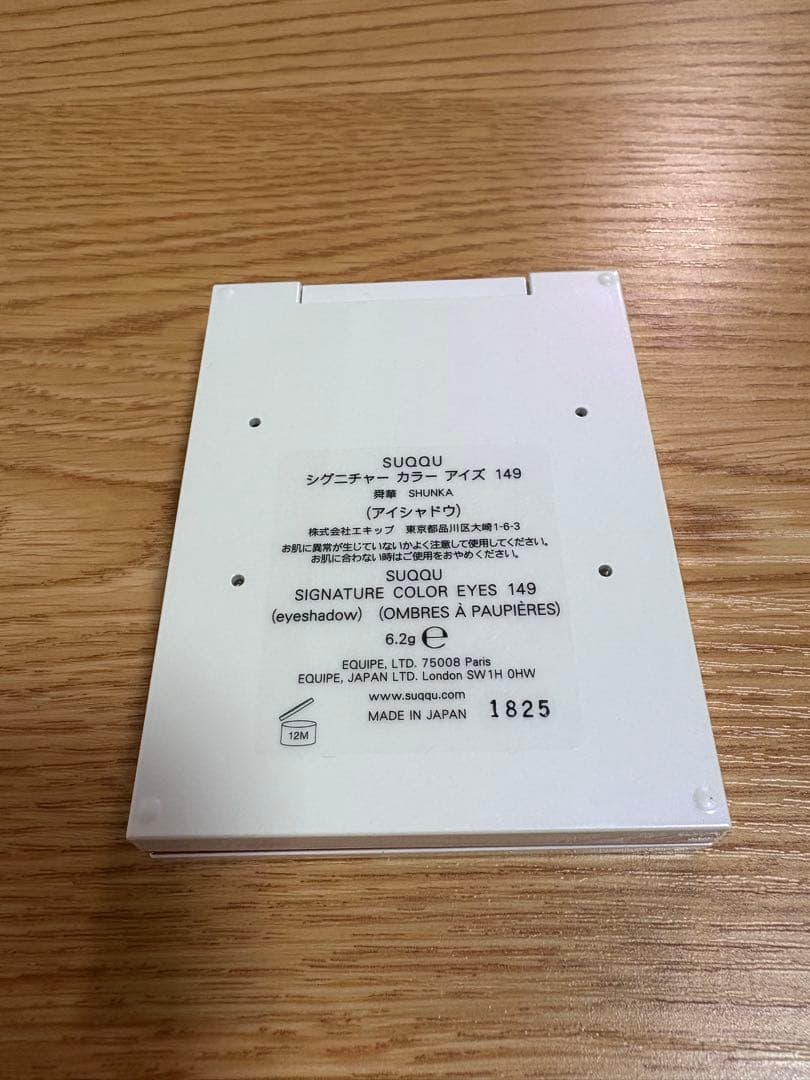 SUQQU
シグニチャー カラー アイズ 149
舜華 SHUNKA
(アイシャドウ)
株式会社エキップ 東京都品川区大崎1-6-3
お肌に異常が生じていないかよく注意して使用してください。
お肌に合わない時はご使用をおやめください。
SUQQU
SIGNATURE COLOR EYES 149
(eyeshadow) (OMBRES À PAUPIÈRES)
6.2g ℮
EQUIPE, LTD. 75008 Paris
EQUIPE, JAPAN LTD. London SW1H 0HW
www.suqqu.com
MADE IN JAPAN 1825
12M